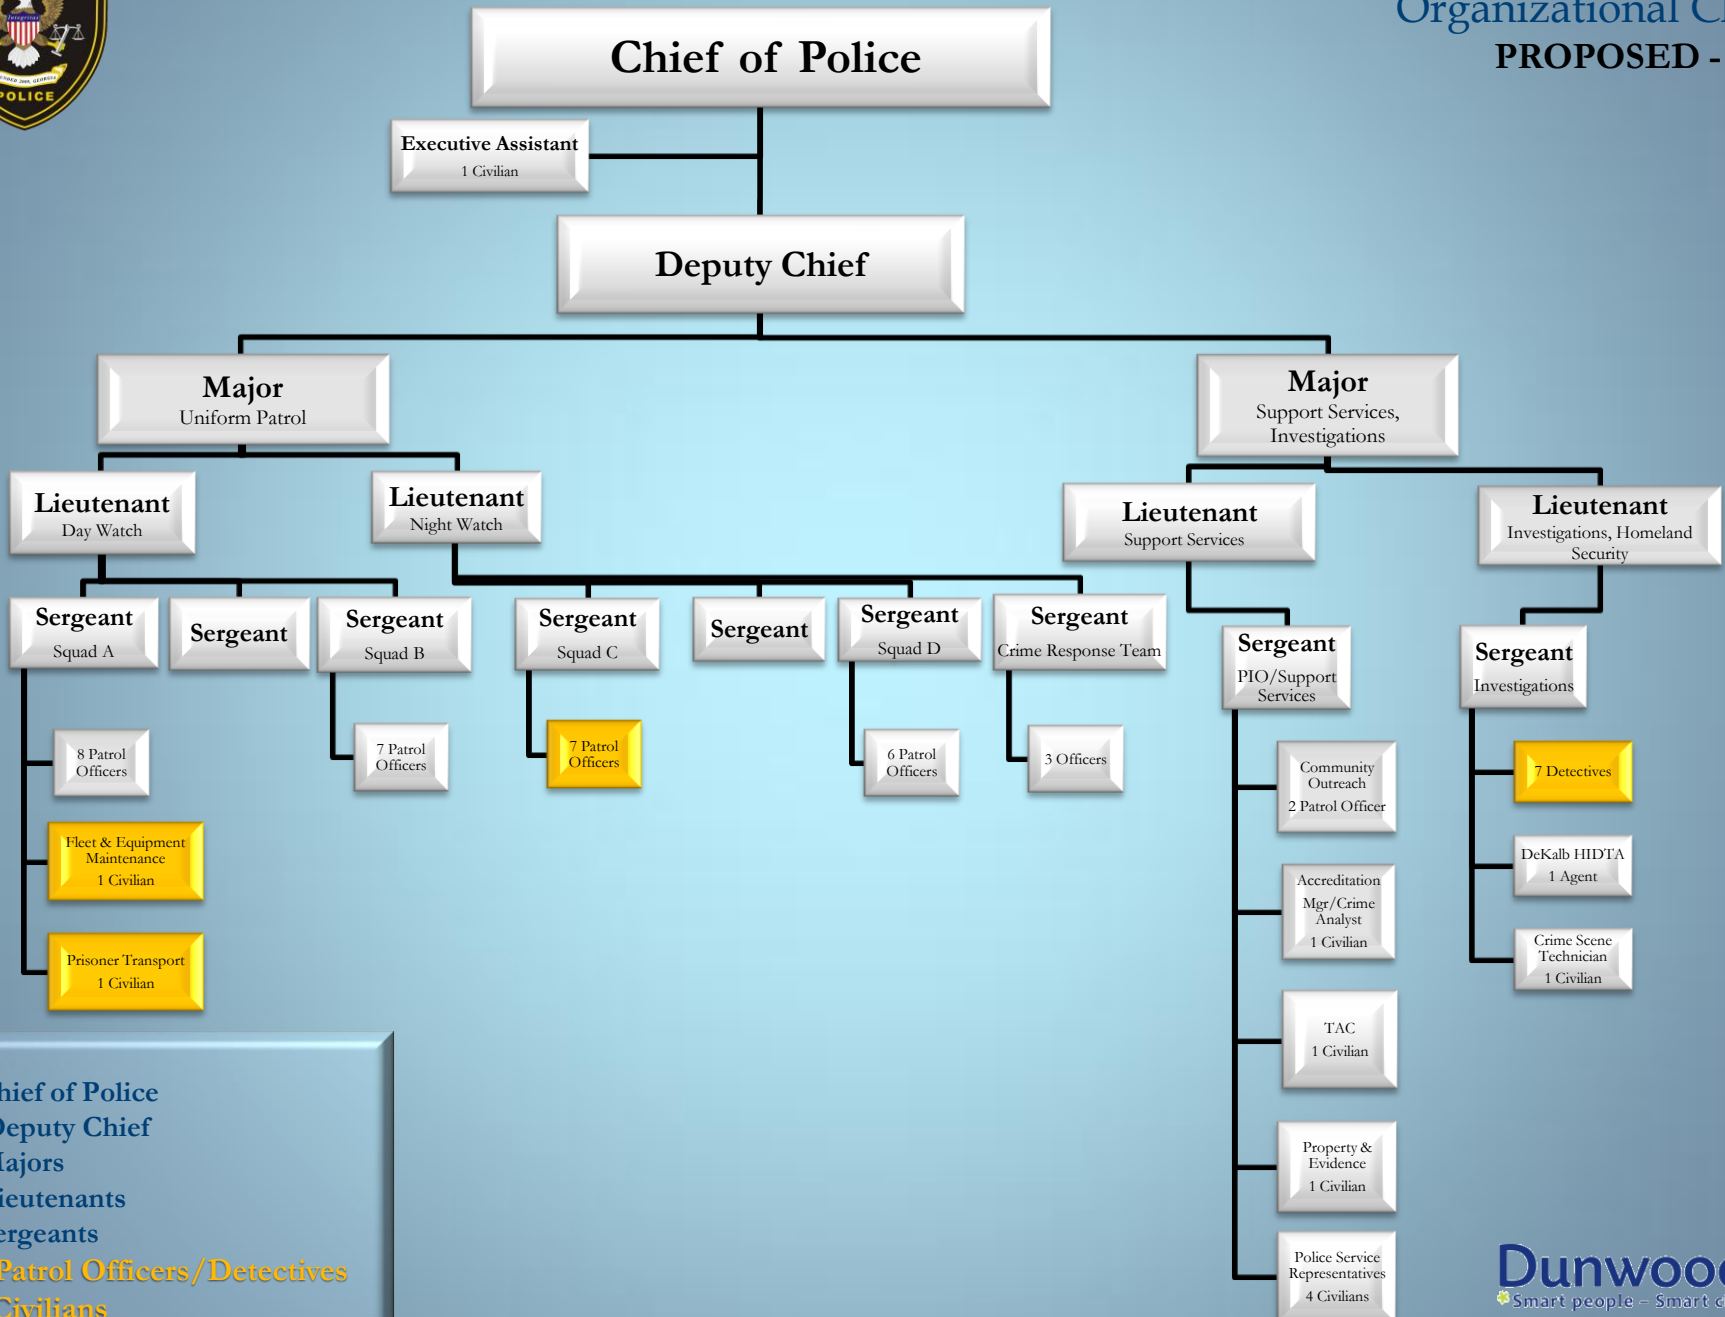 Integritas
POLICE
Organizational
PROPOSED -
Chief of Police
Executive Assistant
1 Civilian
Deputy Chief
Major
Uniform Patrol
Major
Support Services,
Investigations
Lieutenant
Day Watch
Lieutenant
Night Watch
Lieutenant
Support Services
Lieutenant
Investigations, Homeland
Security
Sergeant
Squad A
Sergeant
Sergeant
Squad B
Sergeant
Squad C
Sergeant
Sergeant
Squad D
Sergeant
Crime Response Team
Sergeant
PIO/Support
Services
Sergeant
Investigations
8 Patrol
Officers
Fleet & Equipment
Maintenance
1 Civilian
Prisoner Transport
1 Civilian
7 Patrol
Officers
7 Patrol
Officers
6 Patrol
Officers
3 Officers
Community
Outreach
2 Patrol Officer
Accreditation
Mgr/Crime
Analyst
1 Civilian
TAC
1 Civilian
Property &
Evidence
1 Civilian
Police Service
Representatives
4 Civilians
7 Detectives
DeKalb HIDTA
1 Agent
Crime Scene
Technician
1 Civilian
hief of Police
Deputy Chief
ajors
ieutenants
ergeants
Patrol Officers/Detectives
Civilians
Dunwoo
Smart people – Smart